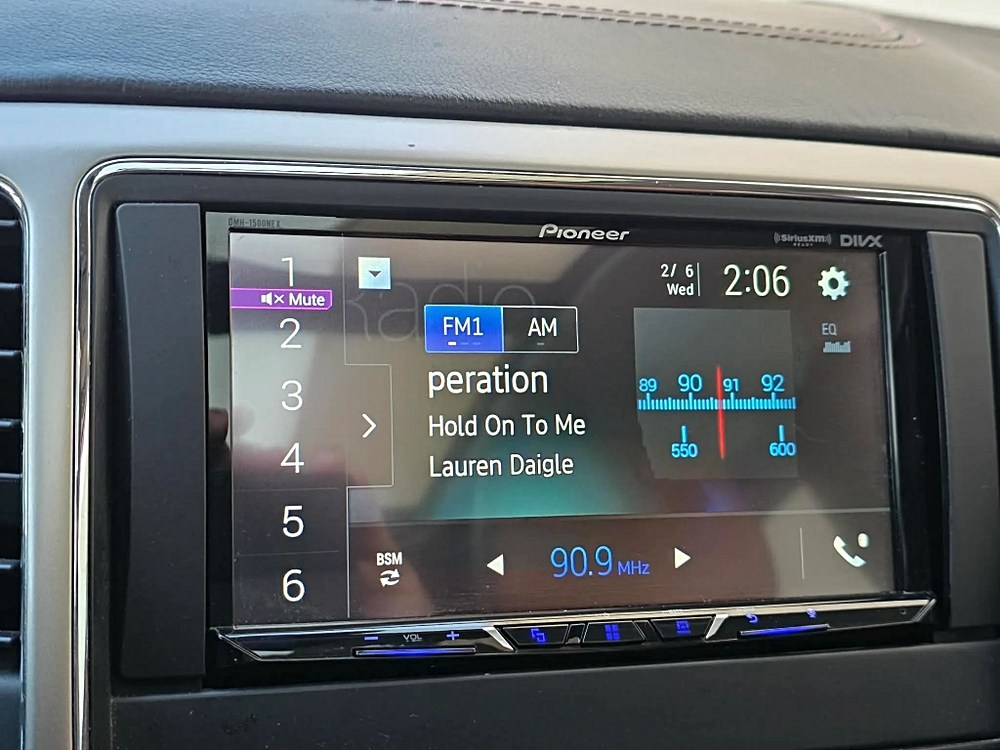 DMH-1500NEX
Pioneer
SiriusXM
READY
DIVX
1
Mute
2
3
4
5
6
Radio
2/ 6
Wed
2:06
EQ
FM1
AM
peration
Hold On To Me
Lauren Daigle
89 90 91 92
550 600
BSM
90.9 MHz
VOL